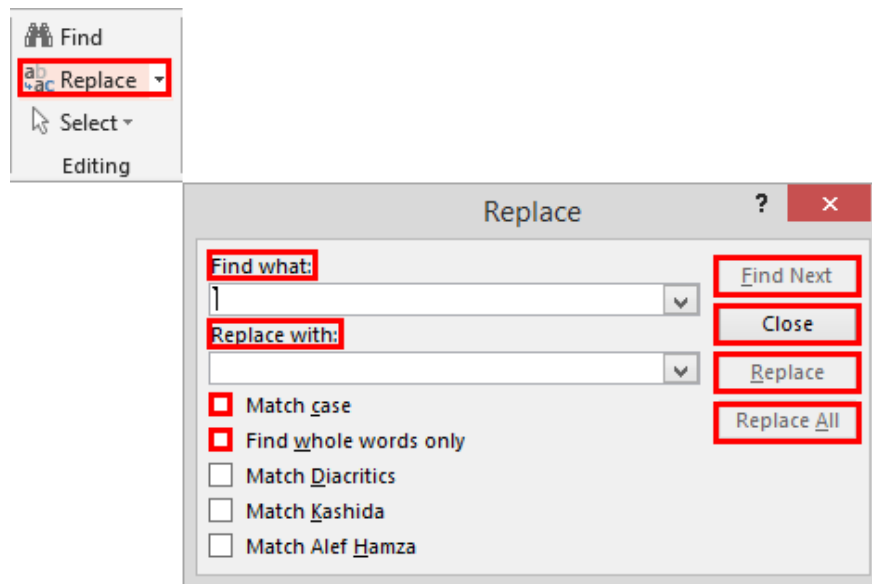 Find
Replace
Select
Editing
Replace
Find what:
Find Next
Close
Replace with:
Replace
Match case
Replace All
Find whole words only
Match Diacritics
Match Kashida
Match Alef Hamza